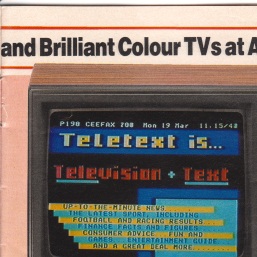 and Brilliant Colour TVs at A
P198 CEEFAX 200 Mon 19 Mar 11.15/40
Teletext is...
Television + Text
UP-TO-THE-MINUTE NEWS
THE LATEST SPORT, INCLUDING
FOOTBALL AND RACING RESULTS
FINANCE FACTS AND FIGURES
CONSUMER ADVICE FUN AND
GAMES ENTERTAINMENT GUIDE
AND A GREAT DEAL MORE